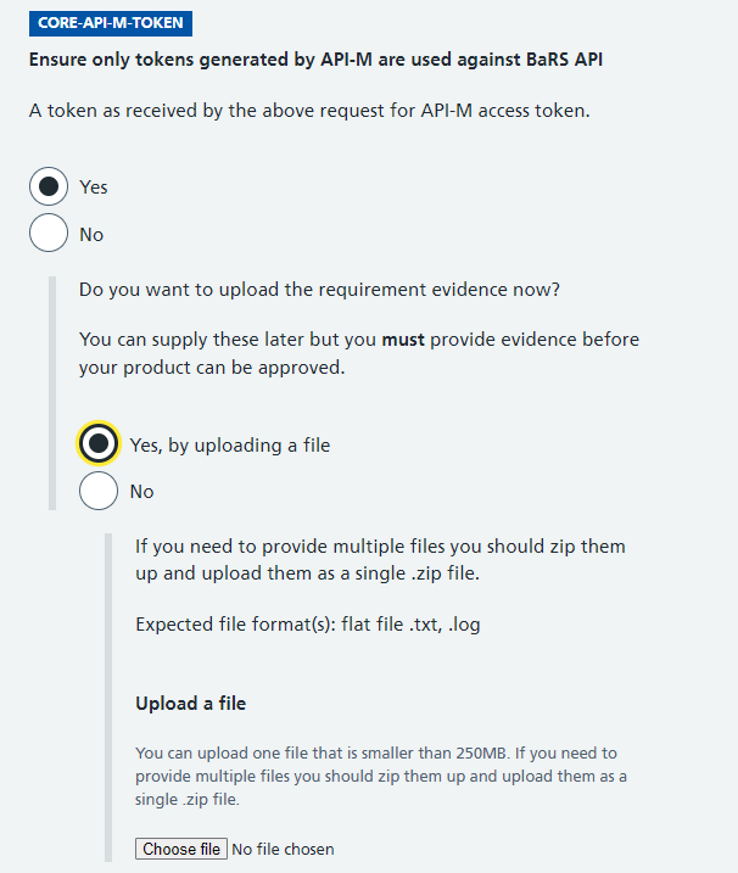 CORE-API-M-TOKEN
Ensure only tokens generated by API-M are used against BaRS API
A token as received by the above request for API-M access token.
Yes
No
Do you want to upload the requirement evidence now?
You can supply these later but you must provide evidence before
your product can be approved.
Yes, by uploading a file
No
If you need to provide multiple files you should zip them
up and upload them as a single .zip file.
Expected file format(s): flat file .txt, .log
Upload a file
You can upload one file that is smaller than 250MB. If you need to
provide multiple files you should zip them up and upload them as a
single .zip file.
Choose file No file chosen